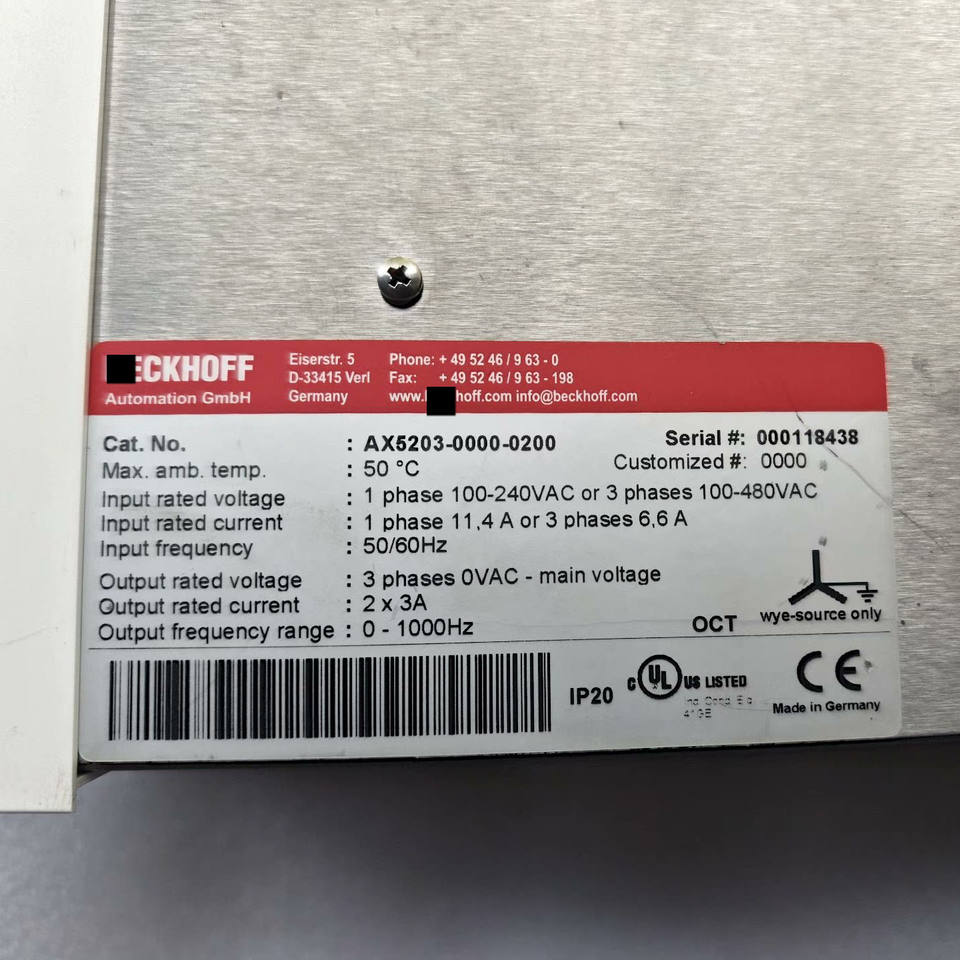 ECKHOFF
Automation GmbH
Eiserstr. 5
D-33415 Verl
Germany
Phone: + 49 52 46 / 9 63 - 0
Fax: + 49 52 46 / 9 63 - 198
www. hoff.com info@beckhoff.com
Cat. No. : AX5203-0000-0200
Serial #: 000118438
Max. amb. temp. : 50 °C
Customized #: 0000
Input rated voltage : 1 phase 100-240VAC or 3 phases 100-480VAC
Input rated current : 1 phase 11,4 A or 3 phases 6,6 A
Input frequency : 50/60Hz
Output rated voltage : 3 phases 0VAC - main voltage
Output rated current : 2 x 3A
Output frequency range : 0 - 1000Hz
OCT
wye-source only
IP20
C UL US LISTED
CE
Made in Germany